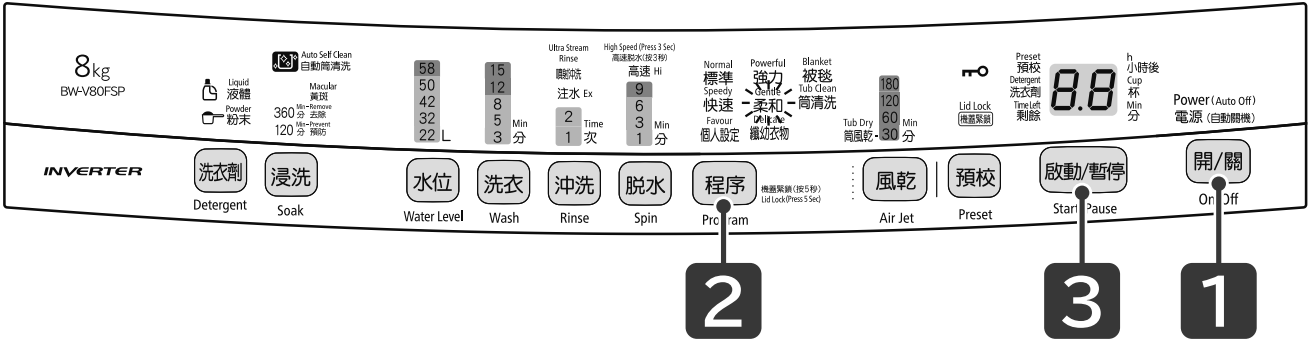 8kg
BW-V80FSP
Auto Self Clean
自動筒清洗
Liquid
液體
Powder
粉末
Macular
黃斑
360 Min-Remove
分 去除
120 Min-Prevent
分 預防
58
50
42
32
22 L
15
12
8
5 Min
3 分
Ultra Stream
Rinse
瞬沖洗
注水 Ex
2 Time
1 次
High Speed (Press 3 Sec)
高速脱水(按3秒)
高速 Hi
9
6
3 Min
1 分
Normal
標準
Speedy
快速
Favour
個人設定
Powerful
強力
Gentle
柔和
Delicate
纖幼衣物
Blanket
被毯
Tub Clean
筒清洗
180
120
60 Min
Tub Dry
筒風乾-30 分
Lid Lock
機蓋緊鎖
Preset
預校
Detergent
洗衣劑
Time Left
剩餘
8.8
h
小時後
Cup
杯
Min
分
Power (Auto Off)
電源 (自動關機)
INVERTER
洗衣劑
Detergent
浸洗
Soak
水位
Water Level
洗衣
Wash
沖洗
Rinse
脱水
Spin
程序
Program
機蓋緊鎖(按5秒)
Lid Lock(Press 5 Sec)
風乾
Air Jet
預校
Preset
啟動/暫停
Start/Pause
開/關
On/Off
2
3
1